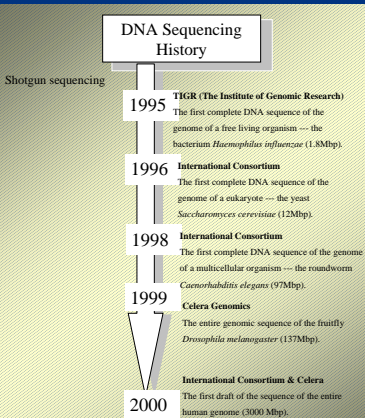 DNA Sequencing
History
Shotgun sequencing
1995
TIGR (The Institute of Genomic Research)
The first complete DNA sequence of the
genome of a free living organism --- the
bacterium Haemophilus influenzae (1.8Mbp).
1996
International Consortium
The first complete DNA sequence of the
genome of a eukaryote --- the yeast
Saccharomyces cerevisiae (12Mbp).
1998
International Consortium
The first complete DNA sequence of the genome
of a multicellular organism --- the roundworm
Caenorhabditis elegans (97Mbp).
1999
Celera Genomics
The entire genomic sequence of the fruitfly
Drosophila melanogaster (137Mbp).
2000
International Consortium & Celera
The first draft of the sequence of the entire
human genome (3000 Mbp).